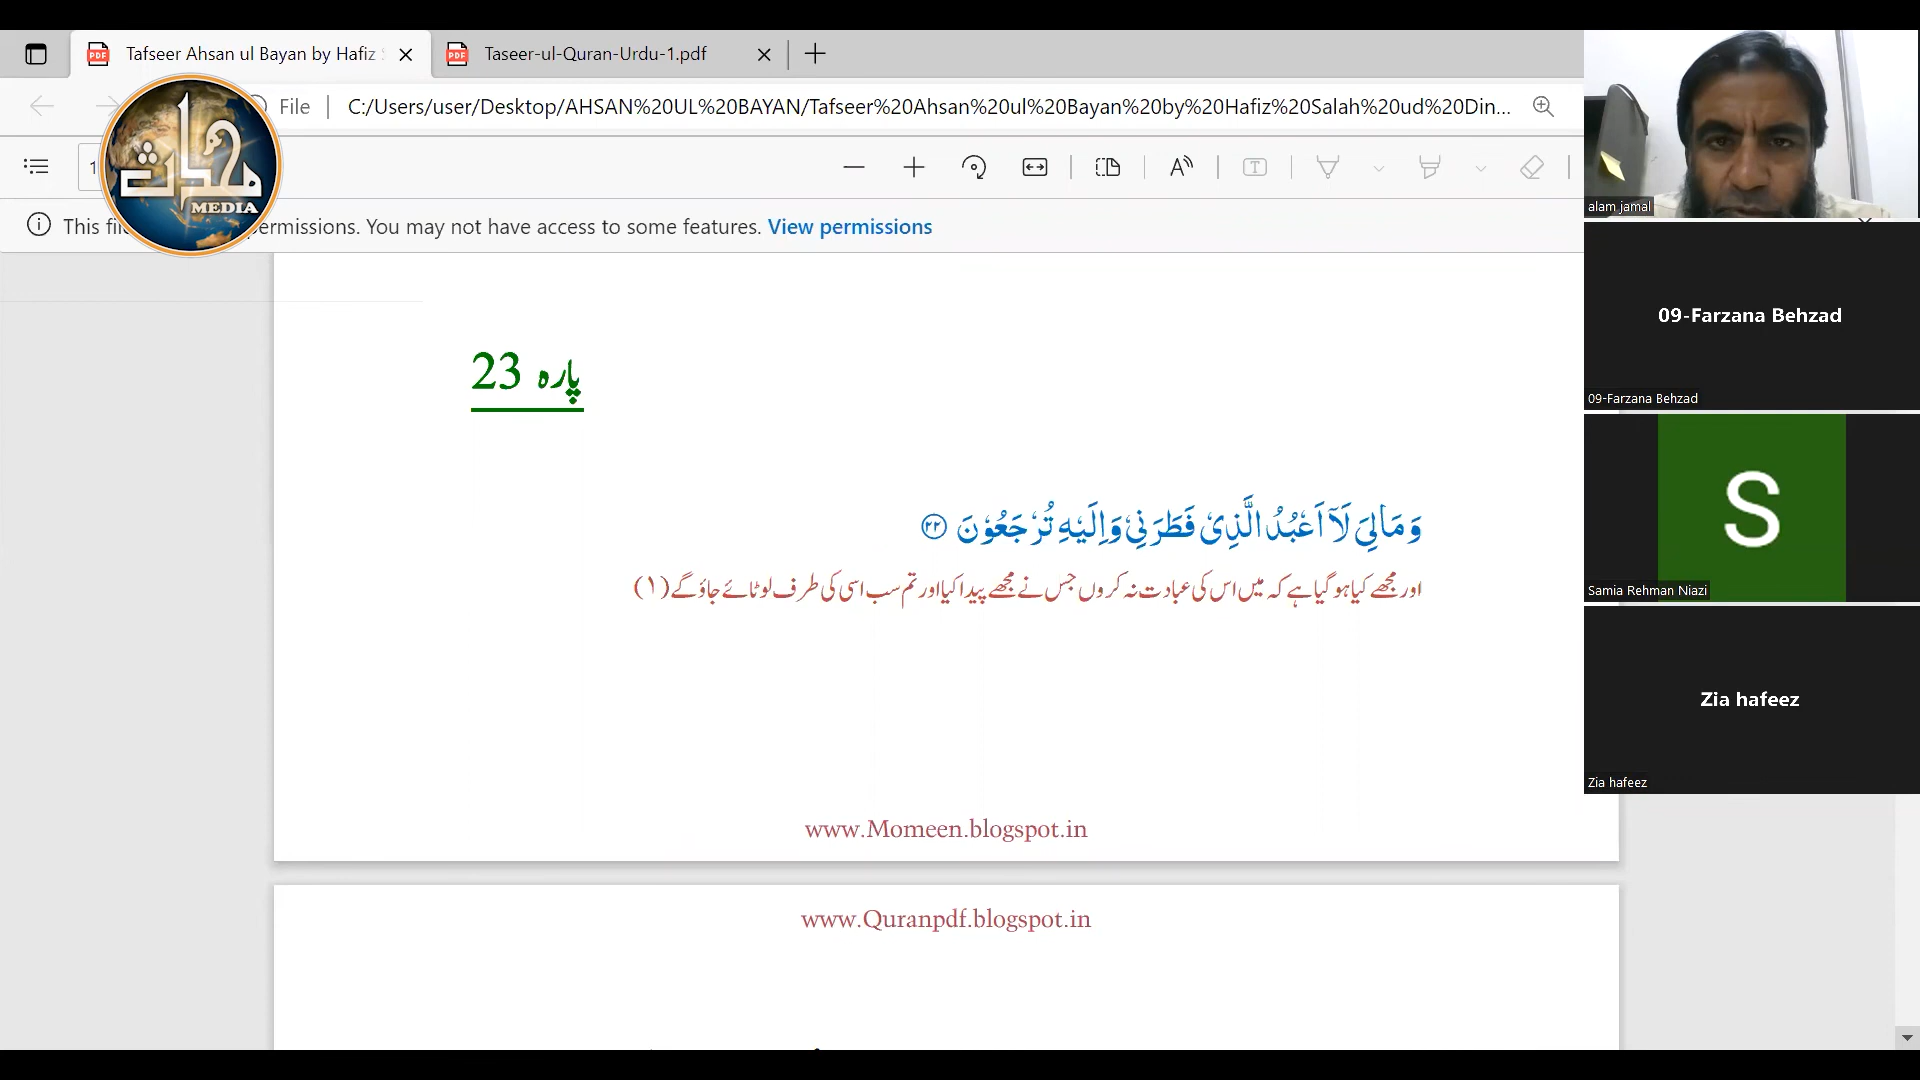 Tafseer Ahsan ul Bayan by Hafiz
Taseer-ul-Quran-Urdu-1.pdf
File
C:/Users/user/Desktop/AHSAN%20UL%20BAYAN/Tafseer%20Ahsan%20ul%20Bayan%20by%20Hafiz%20Salah%20ud%20Din...
1
محدث
MEDIA
This ermissions. You may not have access to some features. View permissions
پارہ 23
وَمَالِیَ لَاۤ اَعْبُدُ الَّذِیْ فَطَرَنِیْ وَاِلَیْهِ تُرْجَعُوْنَ ﴿۲۲﴾
اور مجھے کیا ہو گیا ہے کہ میں اس کی عبادت نہ کروں جس نے مجھے پیدا کیا اور تم سب اسی کی طرف لوٹائے جاؤ گے (۱)
www.Momeen.blogspot.in
www.Quranpdf.blogspot.in
alam jamal
09-Farzana Behzad
09-Farzana Behzad
S
Samia Rehman Niazi
Zia hafeez
Zia hafeez